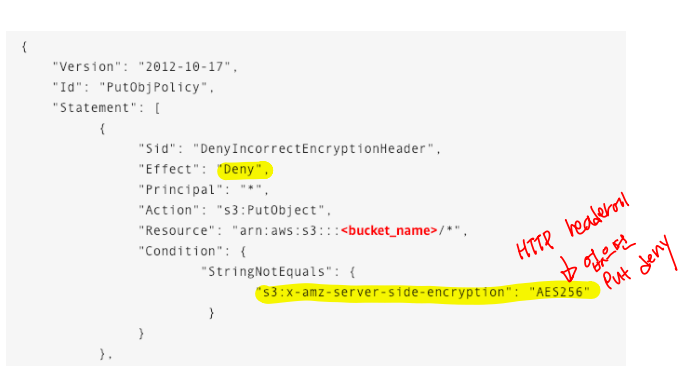 {
"Version": "2012-10-17",
"Id": "PutObjPolicy",
"Statement": [
{
"Sid": "DenyIncorrectEncryptionHeader",
"Effect": "Deny",
"Principal": "*",
"Action": "s3:PutObject",
"Resource": "arn:aws:s3:::<bucket_name>/*",
"Condition": {
"StringNotEquals": {
"s3:x-amz-server-side-encryption": "AES256"
}
}
},
HTTP header에
↓ 없으면
Put deny